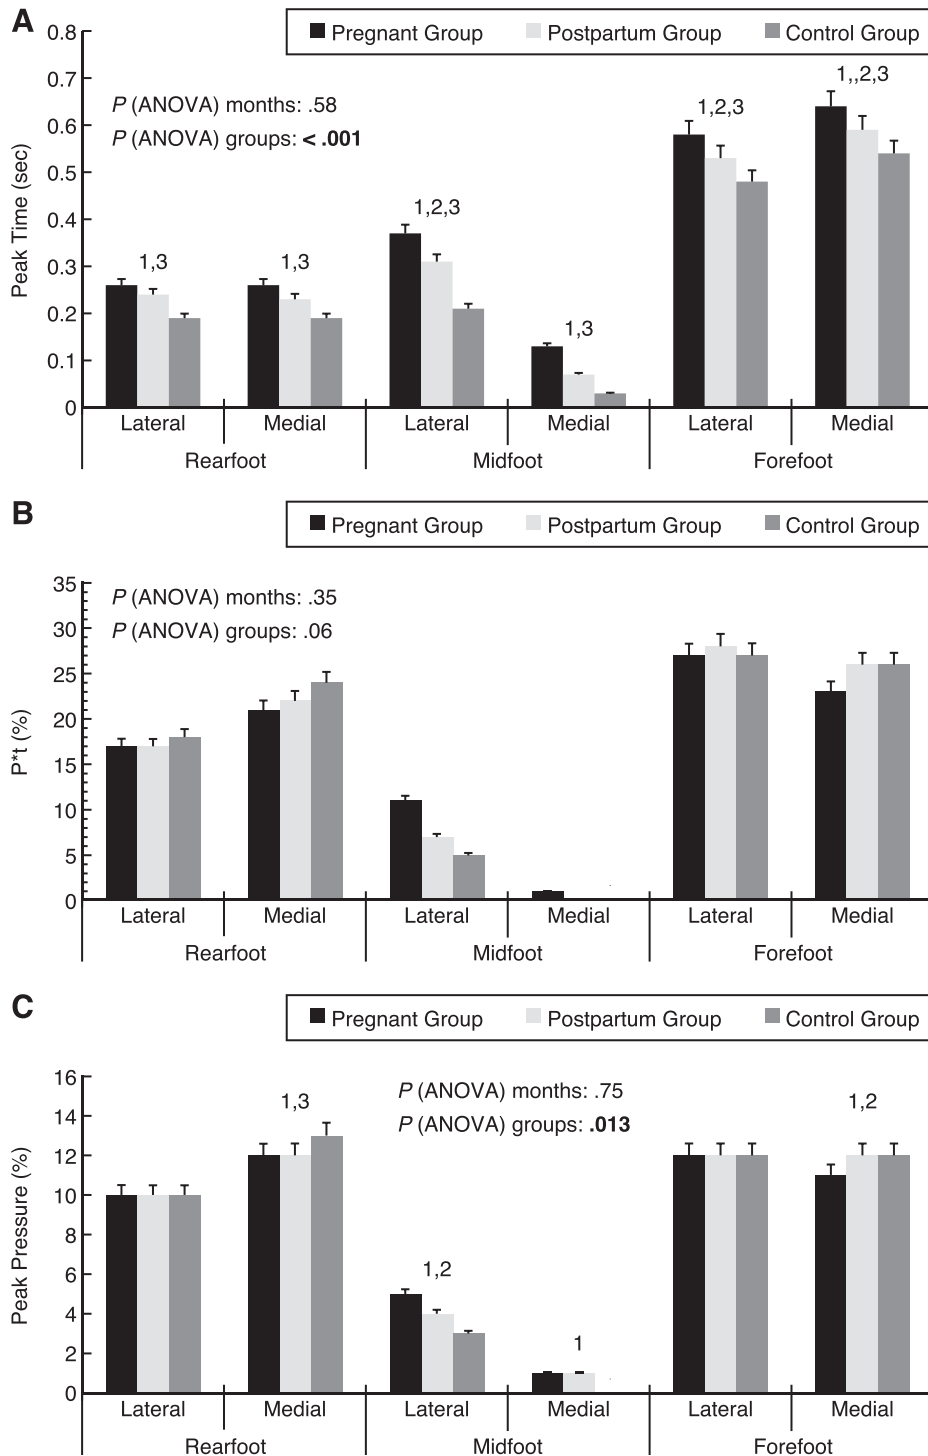 A
Pregnant Group Postpartum Group Control Group
0.8
0.7
0.6
0.5
0.4
0.3
0.2
0.1
0
Peak Time (sec)
P (ANOVA) months: .58
P (ANOVA) groups: < .001
1,3
1,3
1,2,3
1,3
1,2,3
1,,2,3
Lateral Medial Lateral Medial Lateral Medial
Rearfoot Midfoot Forefoot
B
Pregnant Group Postpartum Group Control Group
35
30
25
20
15
10
5
0
P*t (%)
P (ANOVA) months: .35
P (ANOVA) groups: .06
Lateral Medial Lateral Medial Lateral Medial
Rearfoot Midfoot Forefoot
C
Pregnant Group Postpartum Group Control Group
16
14
12
10
8
6
4
2
0
Peak Pressure (%)
P (ANOVA) months: .75
P (ANOVA) groups: .013
1,3
1,2
1
1,2
Lateral Medial Lateral Medial Lateral Medial
Rearfoot Midfoot Forefoot